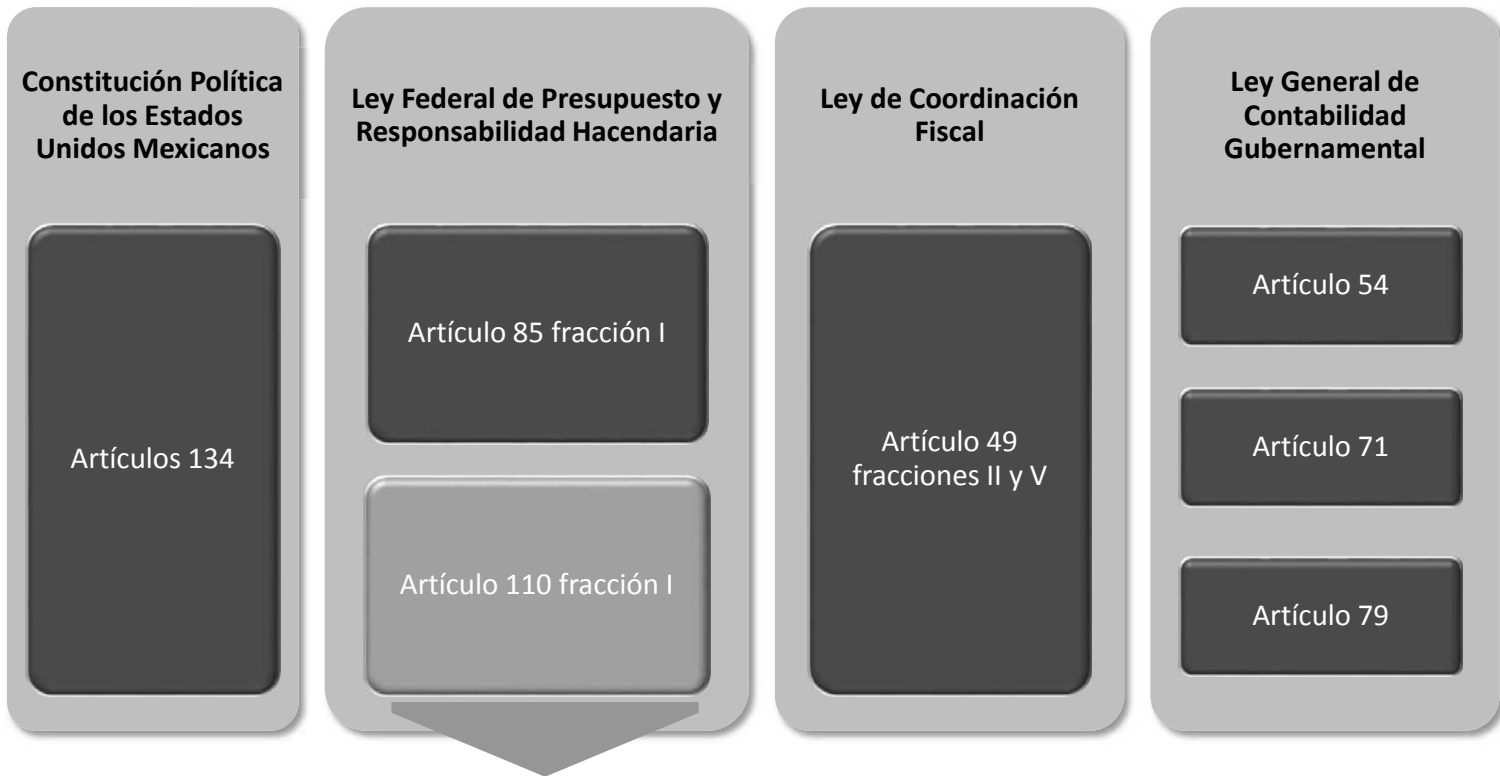 Constitución Política
de los Estados
Unidos Mexicanos
Artículos 134
Ley Federal de Presupuesto y
Responsabilidad Hacendaria
Artículo 85 fracción I
Artículo 110 fracción I
Ley de Coordinación
Fiscal
Artículo 49
fracciones II y V
Ley General de
Contabilidad
Gubernamental
Artículo 54
Artículo 71
Artículo 79